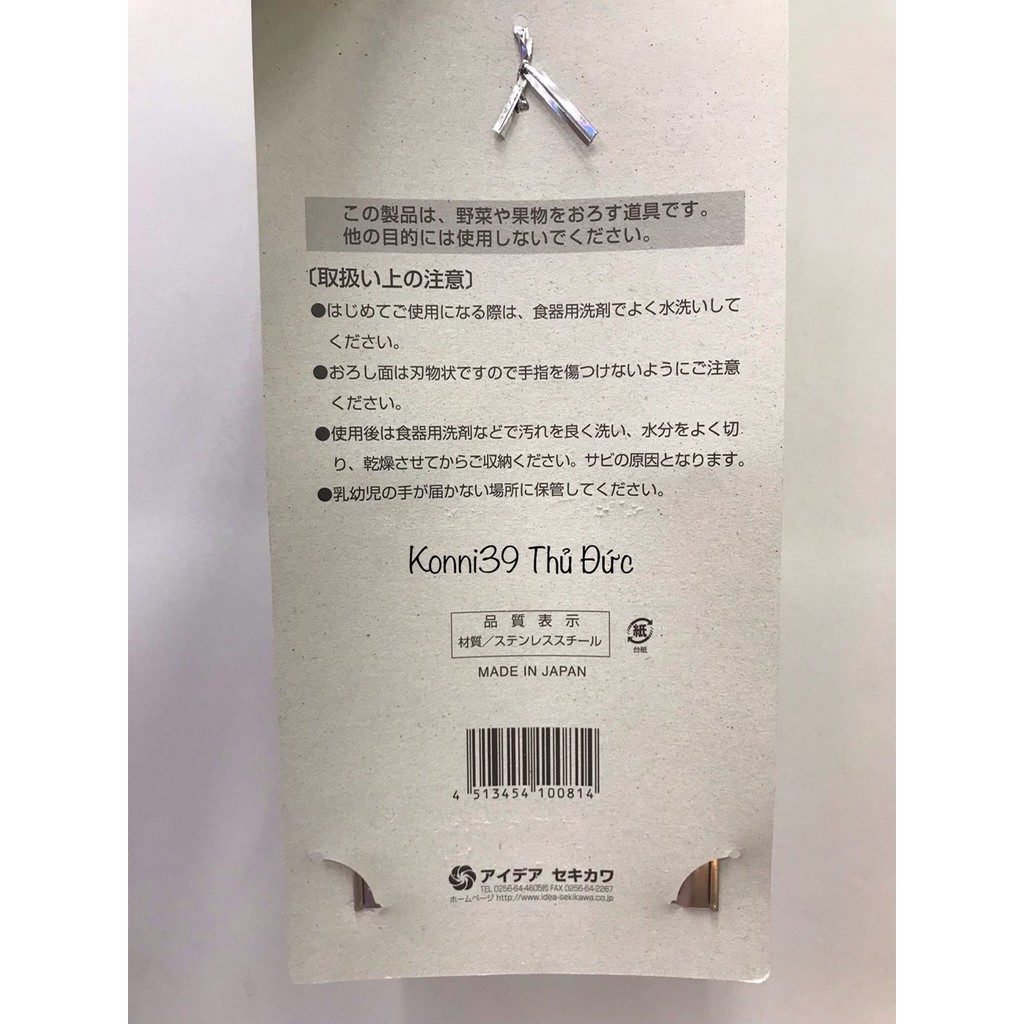 この製品は、野菜や果物をおろす道具です。
他の目的には使用しないでください。
〔取扱い上の注意〕
●はじめてご使用になる際は、食器用洗剤でよく水洗いして
ください。
●おろし面は刃物状ですので手指を傷つけないようにご注意
ください。
●使用後は食器用洗剤などで汚れを良く洗い、水分をよく切
り、乾燥させてからご収納ください。サビの原因となります。
●乳幼児の手が届かない場所に保管してください。
Konni39 Thủ Đức
品質表示
材質／ステンレススチール
紙
台紙
MADE IN JAPAN
4 513454 100814
アイデア セキカワ
TEL 0256-64-4605㈹ FAX 0256-64-2267
ホームページ http://www.idea-sekikawa.co.jp